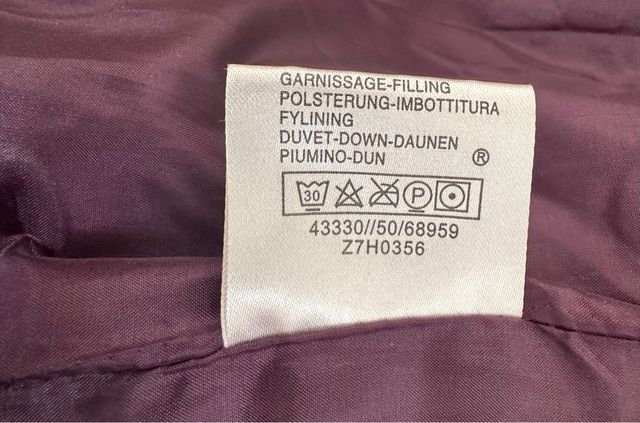 GARNISSAGE-FILLING
POLSTERUNG-IMBOTTITURA
FYLINING
DUVET-DOWN-DAUNEN
PIUMINO-DUN ®
30 P
43330//50/68959
Z7H0356